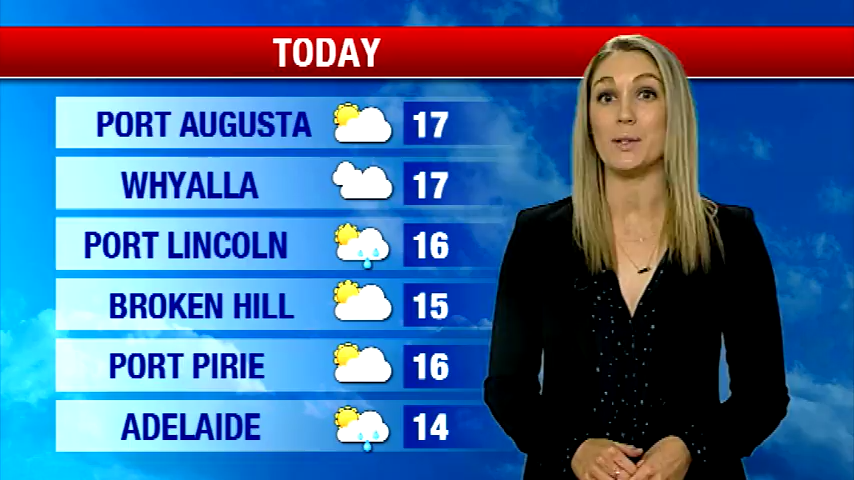 TODAY
PORT AUGUSTA 17
WHYALLA 17
PORT LINCOLN 16
BROKEN HILL 15
PORT PIRIE 16
ADELAIDE 14